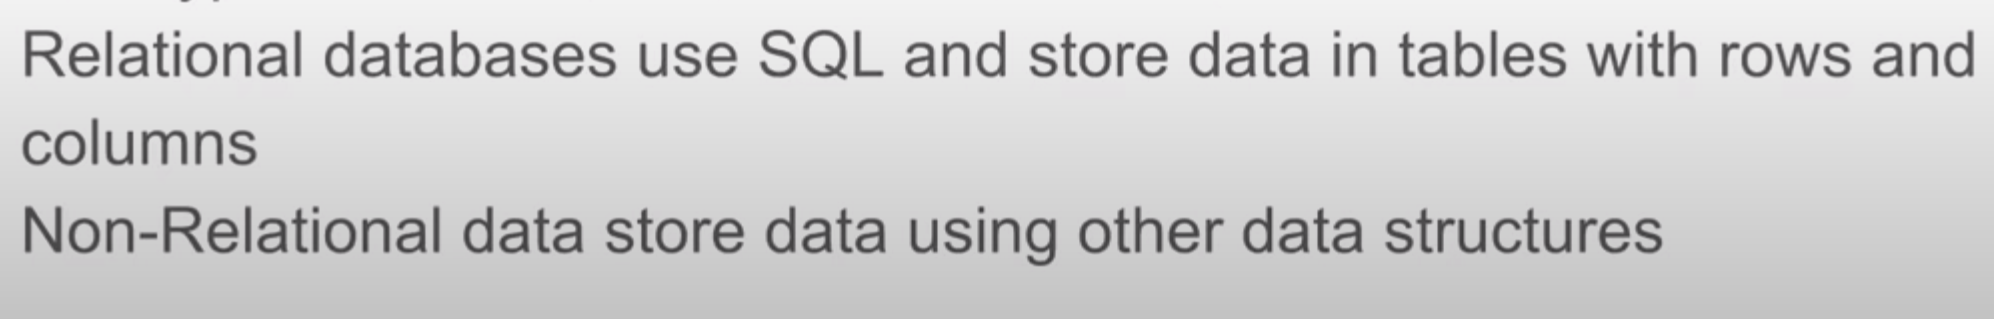 Relational databases use SQL and store data in tables with rows and
columns
Non-Relational data store data using other data structures